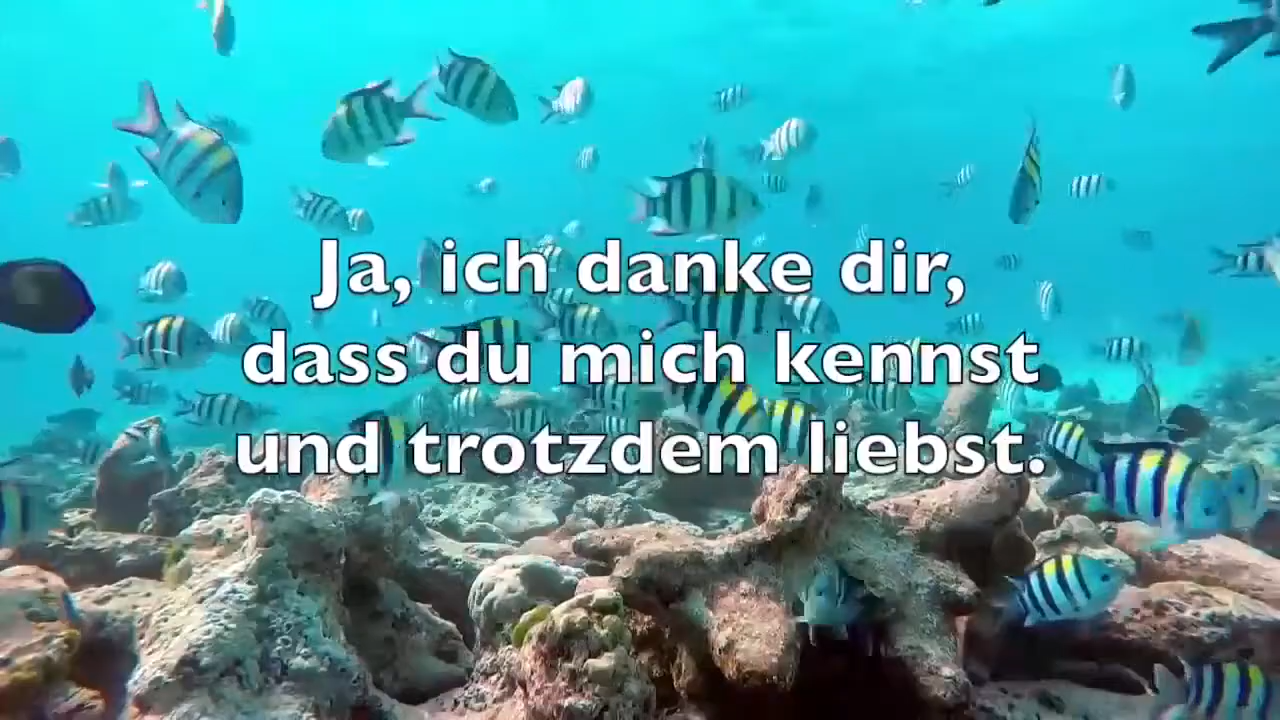 Ja, ich danke dir,
dass du mich kennst
und trotzdem liebst.